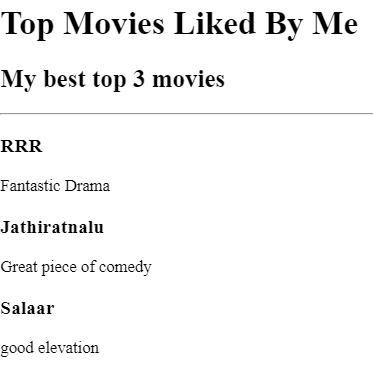 Top Movies Liked By Me
My best top 3 movies
RRR
Fantastic Drama
Jathiratnalu
Great piece of comedy
Salaar
good elevation